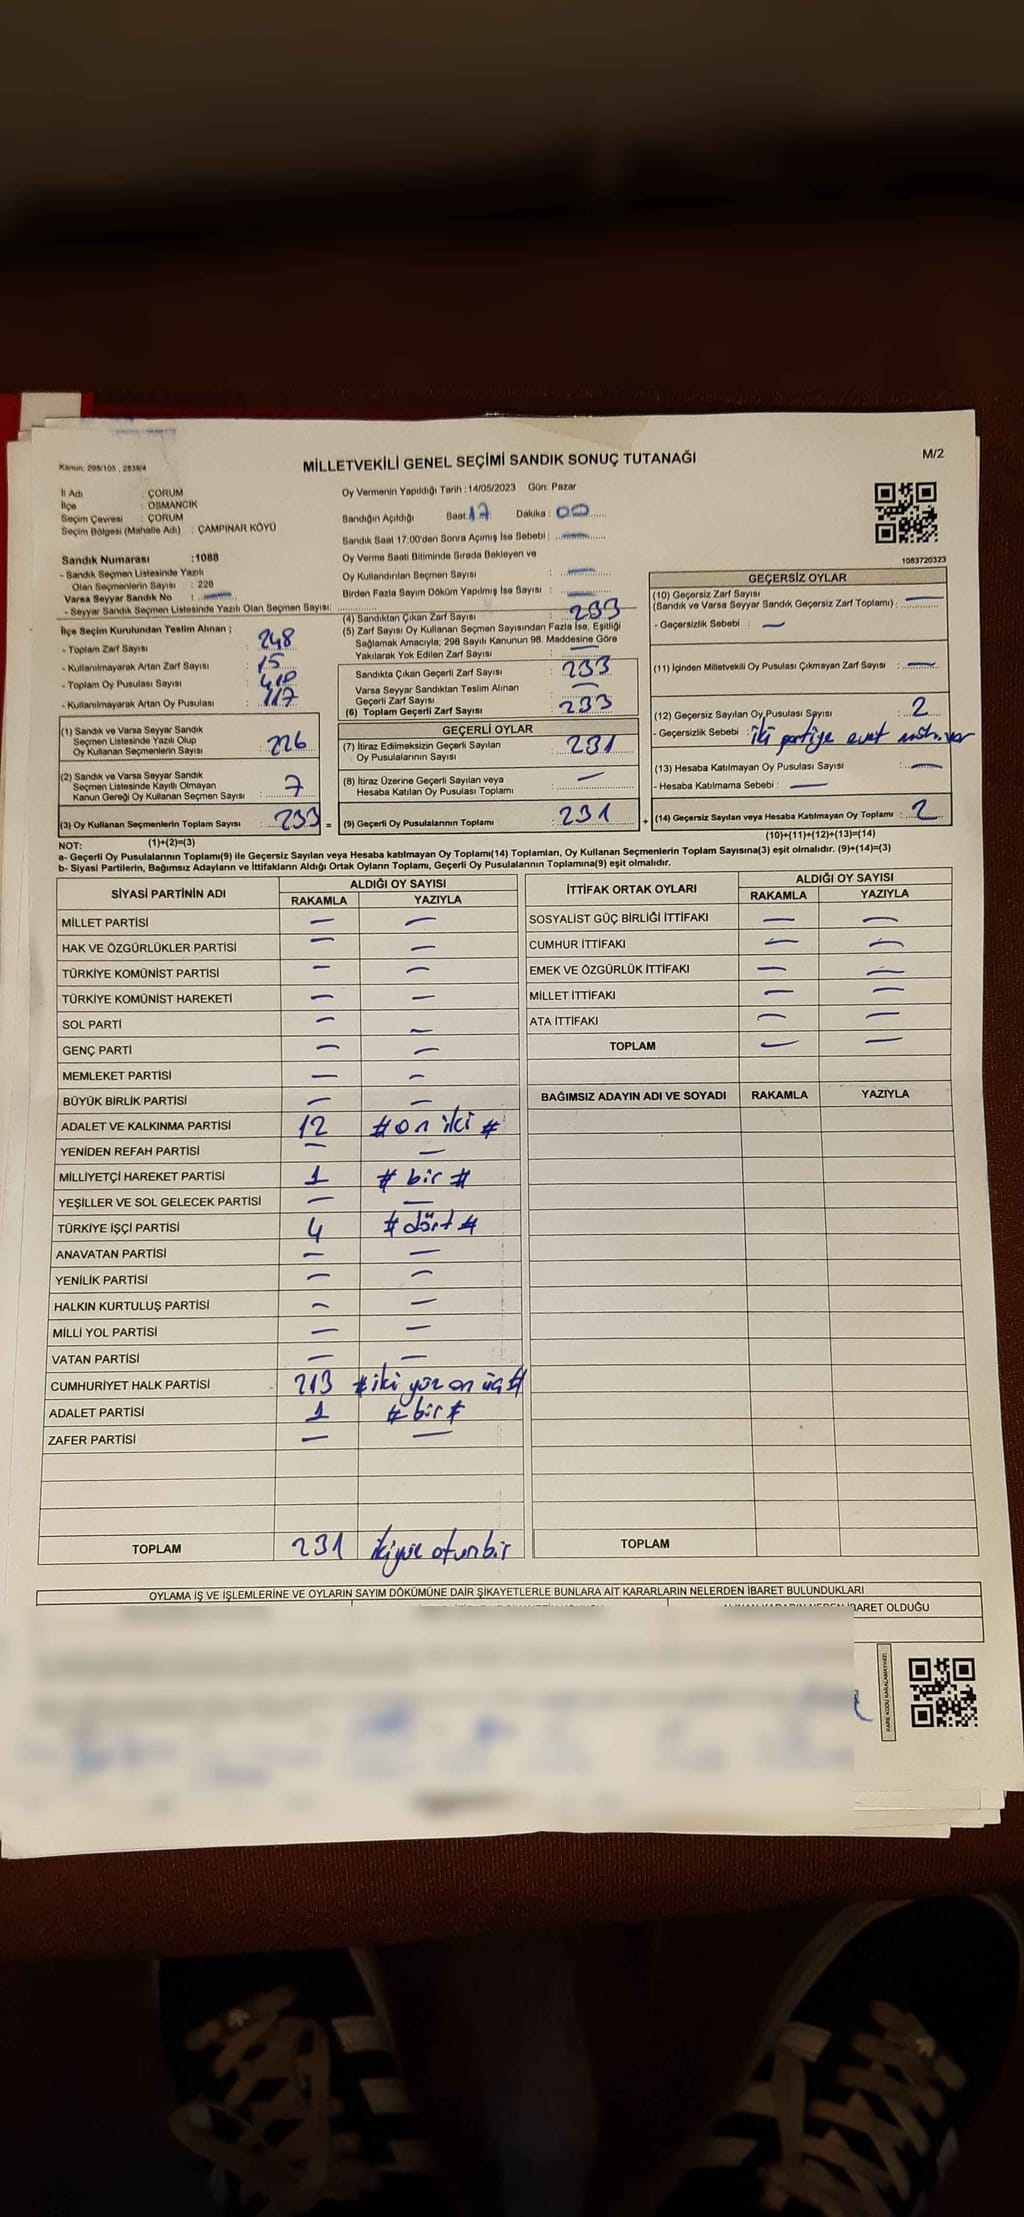 Kanun: 298/105 , 2839/4
MİLLETVEKİLİ GENEL SEÇİMİ SANDIK SONUÇ TUTANAĞI
M/2
İl Adı : ÇORUM
İlçe : OSMANCIK
Seçim Çevresi : ÇORUM
Seçim Bölgesi (Mahalle Adı) : ÇAMPINAR KÖYÜ
Sandık Numarası :1088
- Sandık Seçmen Listesinde Yazılı
Olan Seçmenlerin Sayısı : 228
Varsa Seyyar Sandık No :
- Seyyar Sandık Seçmen Listesinde Yazılı Olan Seçmen Sayısı:
Oy Vermenin Yapıldığı Tarih :14/05/2023 Gün: Pazar
Sandığın Açıldığı Saat: 17 Dakika : 00
Sandık Saat 17.00'den Sonra Açımış İse Sebebi :
Oy Verme Saati Bitiminde Sırada Bekleyen ve
Oy Kullandırılan Seçmen Sayısı :
Birden Fazla Sayım Döküm Yapılmış İse Sayısı :
1083720323
İlçe Seçim Kurulundan Teslim Alınan ;
- Toplam Zarf Sayısı : 248
- Kullanılmayarak Artan Zarf Sayısı : 15
- Toplam Oy Pusulası Sayısı : 410
- Kullanılmayarak Artan Oy Pusulası : 117
(4) Sandıktan Çıkan Zarf Sayısı : 233
(5) Zarf Sayısı Oy Kullanan Seçmen Sayısından Fazla İse, Eşitliği
Sağlamak Amacıyla; 298 Sayılı Kanunun 98. Maddesine Göre
Yakılarak Yok Edilen Zarf Sayısı :
Sandıkta Çıkan Geçerli Zarf Sayısı : 233
Varsa Seyyar Sandıktan Teslim Alınan
Geçerli Zarf Sayısı :
(6) Toplam Geçerli Zarf Sayısı : 233
GEÇERSİZ OYLAR
(10) Geçersiz Zarf Sayısı
(Sandık ve Varsa Seyyar Sandık Geçersiz Zarf Toplamı) :
- Geçersizlik Sebebi :
(11) İçinden Milletvekili Oy Pusulası Çıkmayan Zarf Sayısı :
(12) Geçersiz Sayılan Oy Pusulası Sayısı : 2
- Geçersizlik Sebebi : iki partiye evet
(13) Hesaba Katılmayan Oy Pusulası Sayısı :
- Hesaba Katılmama Sebebi :
(14) Geçersiz Sayılan veya Hesaba Katılmayan Oy Toplamı : 2
(10)+(11)+(12)+(13)=(14)
(1) Sandık ve Varsa Seyyar Sandık
Seçmen Listesinde Yazılı Olup
Oy Kullanan Seçmenlerin Sayısı : 226
(2) Sandık ve Varsa Seyyar Sandık
Seçmen Listesinde Kayıtlı Olmayan
Kanun Gereği Oy Kullanan Seçmen Sayısı : 7
(3) Oy Kullanan Seçmenlerin Toplam Sayısı : 233 =
GEÇERLİ OYLAR
(7) İtiraz Edilmeksizin Geçerli Sayılan
Oy Pusulalarının Sayısı : 231
(8) İtiraz Üzerine Geçerli Sayılan veya
Hesaba Katılan Oy Pusulası Toplamı :
(9) Geçerli Oy Pusulalarının Toplamı : 231 +
NOT: (1)+(2)=(3)
a- Geçerli Oy Pusulalarının Toplamı(9) ile Geçersiz Sayılan veya Hesaba katılmayan Oy Toplamı(14) Toplamları, Oy Kullanan Seçmenlerin Toplam Sayısına(3) eşit olmalıdır. (9)+(14)=(3)
b- Siyasi Partilerin, Bağımsız Adayların ve İttifakların Aldığı Ortak Oyların Toplamı, Geçerli Oy Pusulalarının Toplamına(9) eşit olmalıdır.
SİYASİ PARTİNİN ADI ALDIĞI OY SAYISI
RAKAMLA YAZIYLA
MİLLET PARTİSİ
HAK VE ÖZGÜRLÜKLER PARTİSİ
TÜRKİYE KOMÜNİST PARTİSİ
TÜRKİYE KOMÜNİST HAREKETİ
SOL PARTİ
GENÇ PARTİ
MEMLEKET PARTİSİ
BÜYÜK BİRLİK PARTİSİ
ADALET VE KALKINMA PARTİSİ 12 #on iki #
YENİDEN REFAH PARTİSİ
MİLLİYETÇİ HAREKET PARTİSİ 1 # bir #
YEŞİLLER VE SOL GELECEK PARTİSİ
TÜRKİYE İŞÇİ PARTİSİ 4 #dört #
ANAVATAN PARTİSİ
YENİLİK PARTİSİ
HALKIN KURTULUŞ PARTİSİ
MİLLİ YOL PARTİSİ
VATAN PARTİSİ
CUMHURİYET HALK PARTİSİ 213 #iki yüz on üç#
ADALET PARTİSİ 1 # bir #
ZAFER PARTİSİ
TOPLAM 231 ikiyüz otuzbir
İTTİFAK ORTAK OYLARI ALDIĞI OY SAYISI
RAKAMLA YAZIYLA
SOSYALİST GÜÇ BİRLİĞİ İTTİFAKI
CUMHUR İTTİFAKI
EMEK VE ÖZGÜRLÜK İTTİFAKI
MİLLET İTTİFAKI
ATA İTTİFAKI
TOPLAM
BAĞIMSIZ ADAYIN ADI VE SOYADI RAKAMLA YAZIYLA
TOPLAM
OYLAMA İŞ VE İŞLEMLERİNE VE OYLARIN SAYIM DÖKÜMÜNE DAİR ŞİKAYETLERLE BUNLARA AİT KARARLARIN NELERDEN İBARET BULUNDUKLARI
İBARET OLDUĞU
KARE KODU KARALAMAYINIZ!